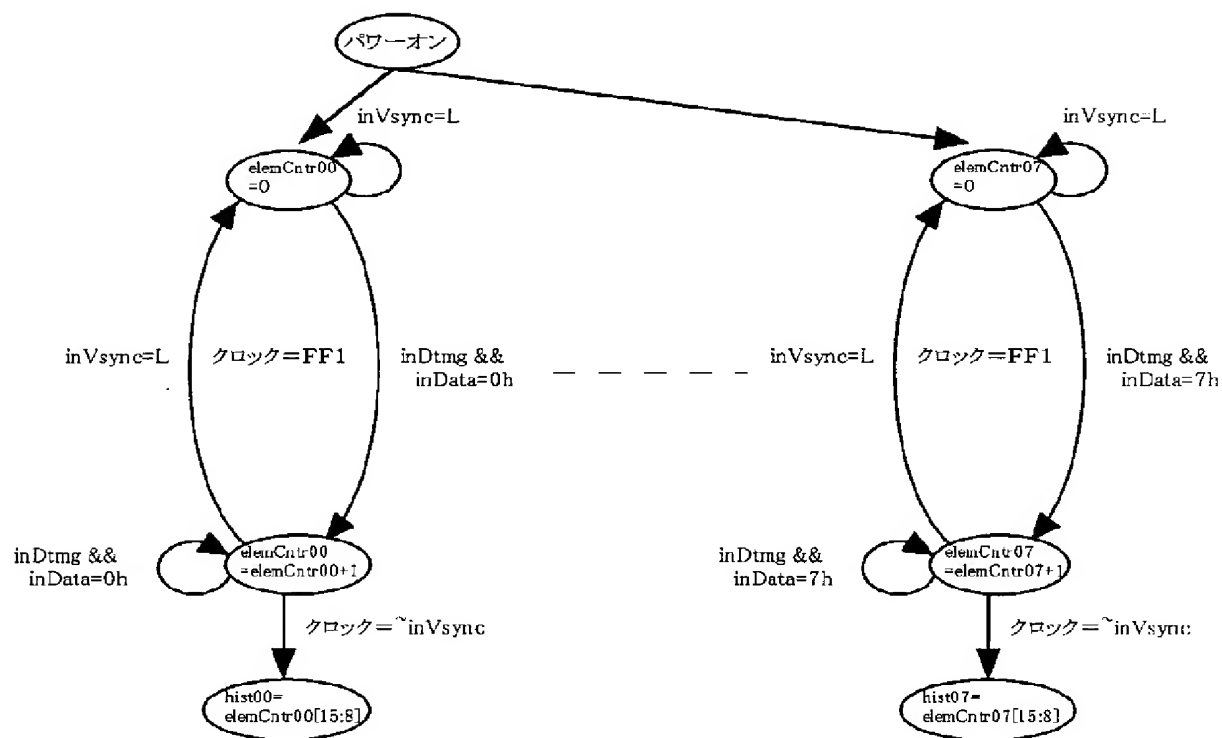 パワーオン
inVsync=L
inVsync=L
elemCntr00
=0
elemCntr07
=0
inVsync=L
クロック＝FF1
inDtmg &&
inData=0h
inVsync=L
クロック＝FF1
inDtmg &&
inData=7h
inDtmg &&
inData=0h
elemCntr00
=elemCntr00+1
inDtmg &&
inData=7h
elemCntr07
=elemCntr07+1
クロック＝~inVsync
クロック＝~inVsync
hist00=
elemCntr00[15:8]
hist07=
elemCntr07[15:8]